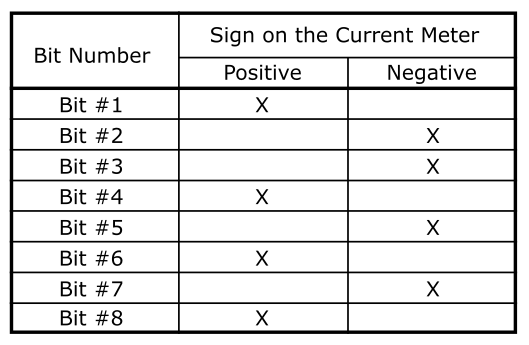 Bit Number Sign on the Current Meter
Positive Negative
Bit #1 X
Bit #2 X
Bit #3 X
Bit #4 X
Bit #5 X
Bit #6 X
Bit #7 X
Bit #8 X